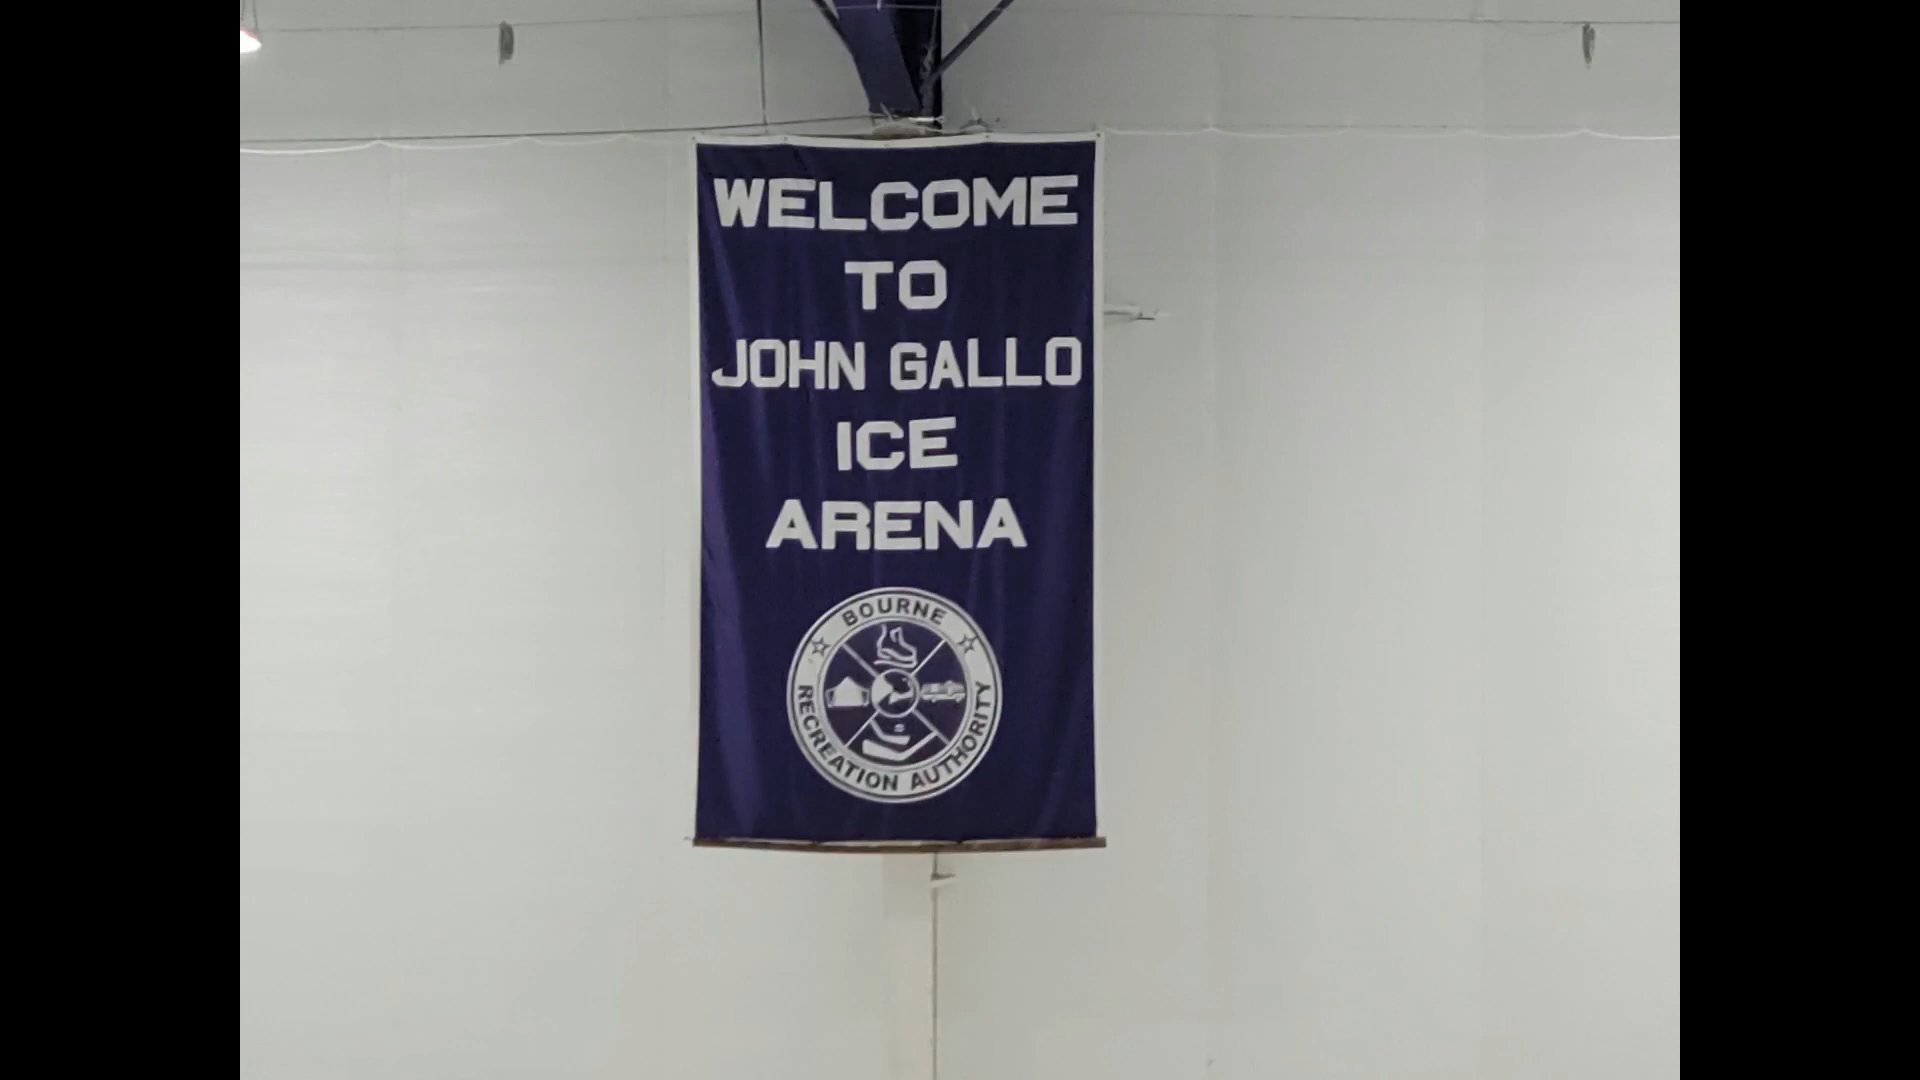 WELCOME
TO
JOHN GALLO
ICE
ARENA
BOURNE
RECREATION AUTHORITY